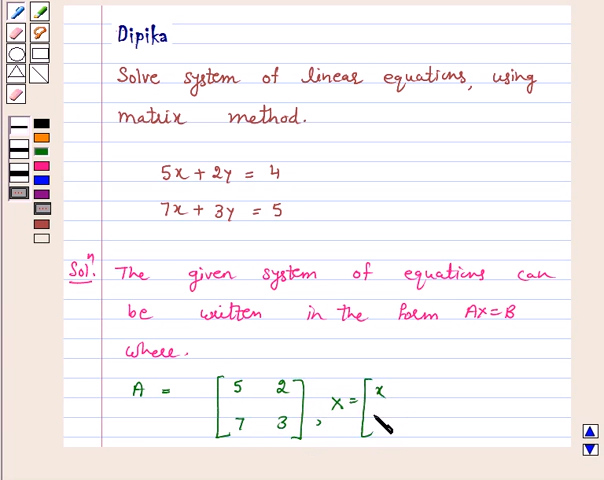 Dipika
Solve system of linear equations, using
matrix method.
5x + 2y = 4
7x + 3y = 5
Solⁿ. The given system of equations can
be written in the form AX = B
where.
A = [ 5 2
7 3 ] , X = [ x